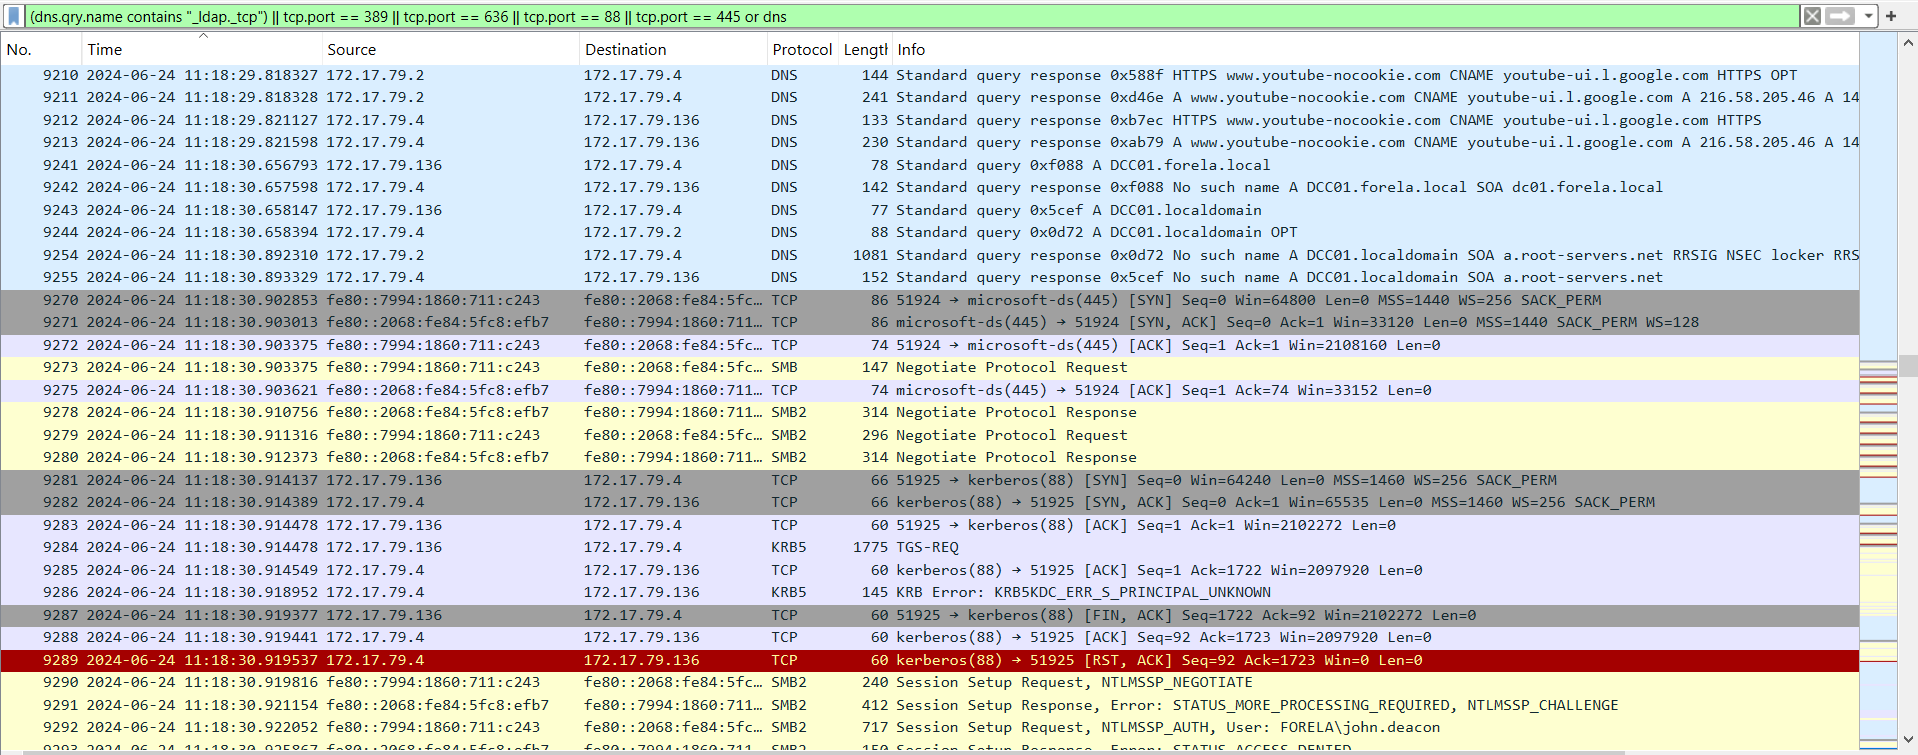 (dns.qry.name contains "_ldap._tcp") || tcp.port == 389 || tcp.port == 636 || tcp.port == 88 || tcp.port == 445 or dns
No. Time Source Destination Protocol Length Info
9210 2024-06-24 11:18:29.818327 172.17.79.2 172.17.79.4 DNS 144 Standard query response 0x588f HTTPS www.youtube-nocookie.com CNAME youtube-ui.l.google.com HTTPS OPT
9211 2024-06-24 11:18:29.818328 172.17.79.2 172.17.79.4 DNS 241 Standard query response 0xd46e A www.youtube-nocookie.com CNAME youtube-ui.l.google.com A 216.58.205.46 A 14
9212 2024-06-24 11:18:29.821127 172.17.79.4 172.17.79.136 DNS 133 Standard query response 0xb7ec HTTPS www.youtube-nocookie.com CNAME youtube-ui.l.google.com HTTPS
9213 2024-06-24 11:18:29.821598 172.17.79.4 172.17.79.136 DNS 230 Standard query response 0xab79 A www.youtube-nocookie.com CNAME youtube-ui.l.google.com A 216.58.205.46 A 14
9241 2024-06-24 11:18:30.656793 172.17.79.136 172.17.79.4 DNS 78 Standard query 0xf088 A DCC01.forela.local
9242 2024-06-24 11:18:30.657598 172.17.79.4 172.17.79.136 DNS 142 Standard query response 0xf088 No such name A DCC01.forela.local SOA dc01.forela.local
9243 2024-06-24 11:18:30.658147 172.17.79.136 172.17.79.4 DNS 77 Standard query 0x5cef A DCC01.localdomain
9244 2024-06-24 11:18:30.658394 172.17.79.4 172.17.79.2 DNS 88 Standard query 0x0d72 A DCC01.localdomain OPT
9254 2024-06-24 11:18:30.892310 172.17.79.2 172.17.79.4 DNS 1081 Standard query response 0x0d72 No such name A DCC01.localdomain SOA a.root-servers.net RRSIG NSEC locker RRS
9255 2024-06-24 11:18:30.893329 172.17.79.4 172.17.79.136 DNS 152 Standard query response 0x5cef No such name A DCC01.localdomain SOA a.root-servers.net
9270 2024-06-24 11:18:30.902853 fe80::7994:1860:711:c243 fe80::2068:fe84:5fc… TCP 86 51924 → microsoft-ds(445) [SYN] Seq=0 Win=64800 Len=0 MSS=1440 WS=256 SACK_PERM
9271 2024-06-24 11:18:30.903013 fe80::2068:fe84:5fc8:efb7 fe80::7994:1860:711… TCP 86 microsoft-ds(445) → 51924 [SYN, ACK] Seq=0 Ack=1 Win=33120 Len=0 MSS=1440 SACK_PERM WS=128
9272 2024-06-24 11:18:30.903375 fe80::7994:1860:711:c243 fe80::2068:fe84:5fc… TCP 74 51924 → microsoft-ds(445) [ACK] Seq=1 Ack=1 Win=2108160 Len=0
9273 2024-06-24 11:18:30.903375 fe80::7994:1860:711:c243 fe80::2068:fe84:5fc… SMB 147 Negotiate Protocol Request
9275 2024-06-24 11:18:30.903621 fe80::2068:fe84:5fc8:efb7 fe80::7994:1860:711… TCP 74 microsoft-ds(445) → 51924 [ACK] Seq=1 Ack=74 Win=33152 Len=0
9278 2024-06-24 11:18:30.910756 fe80::2068:fe84:5fc8:efb7 fe80::7994:1860:711… SMB2 314 Negotiate Protocol Response
9279 2024-06-24 11:18:30.911316 fe80::7994:1860:711:c243 fe80::2068:fe84:5fc… SMB2 296 Negotiate Protocol Request
9280 2024-06-24 11:18:30.912373 fe80::2068:fe84:5fc8:efb7 fe80::7994:1860:711… SMB2 314 Negotiate Protocol Response
9281 2024-06-24 11:18:30.914137 172.17.79.136 172.17.79.4 TCP 66 51925 → kerberos(88) [SYN] Seq=0 Win=64240 Len=0 MSS=1460 WS=256 SACK_PERM
9282 2024-06-24 11:18:30.914389 172.17.79.4 172.17.79.136 TCP 66 kerberos(88) → 51925 [SYN, ACK] Seq=0 Ack=1 Win=65535 Len=0 MSS=1460 WS=256 SACK_PERM
9283 2024-06-24 11:18:30.914478 172.17.79.136 172.17.79.4 TCP 60 51925 → kerberos(88) [ACK] Seq=1 Ack=1 Win=2102272 Len=0
9284 2024-06-24 11:18:30.914478 172.17.79.136 172.17.79.4 KRB5 1775 TGS-REQ
9285 2024-06-24 11:18:30.914549 172.17.79.4 172.17.79.136 TCP 60 kerberos(88) → 51925 [ACK] Seq=1 Ack=1722 Win=2097920 Len=0
9286 2024-06-24 11:18:30.918952 172.17.79.4 172.17.79.136 KRB5 145 KRB Error: KRB5KDC_ERR_S_PRINCIPAL_UNKNOWN
9287 2024-06-24 11:18:30.919377 172.17.79.136 172.17.79.4 TCP 60 51925 → kerberos(88) [FIN, ACK] Seq=1722 Ack=92 Win=2102272 Len=0
9288 2024-06-24 11:18:30.919441 172.17.79.4 172.17.79.136 TCP 60 kerberos(88) → 51925 [ACK] Seq=92 Ack=1723 Win=2097920 Len=0
9289 2024-06-24 11:18:30.919537 172.17.79.4 172.17.79.136 TCP 60 kerberos(88) → 51925 [RST, ACK] Seq=92 Ack=1723 Win=0 Len=0
9290 2024-06-24 11:18:30.919816 fe80::7994:1860:711:c243 fe80::2068:fe84:5fc… SMB2 240 Session Setup Request, NTLMSSP_NEGOTIATE
9291 2024-06-24 11:18:30.921154 fe80::2068:fe84:5fc8:efb7 fe80::7994:1860:711… SMB2 412 Session Setup Response, Error: STATUS_MORE_PROCESSING_REQUIRED, NTLMSSP_CHALLENGE
9292 2024-06-24 11:18:30.922052 fe80::7994:1860:711:c243 fe80::2068:fe84:5fc… SMB2 717 Session Setup Request, NTLMSSP_AUTH, User: FORELA\john.deacon
9293 2024-06-24 11:18:30.925867 fe80::2068:fe84:5fc8:efb7 fe80::7994:1860:711… SMB2 150 Session Setup Response, Error: STATUS_ACCESS_DENIED